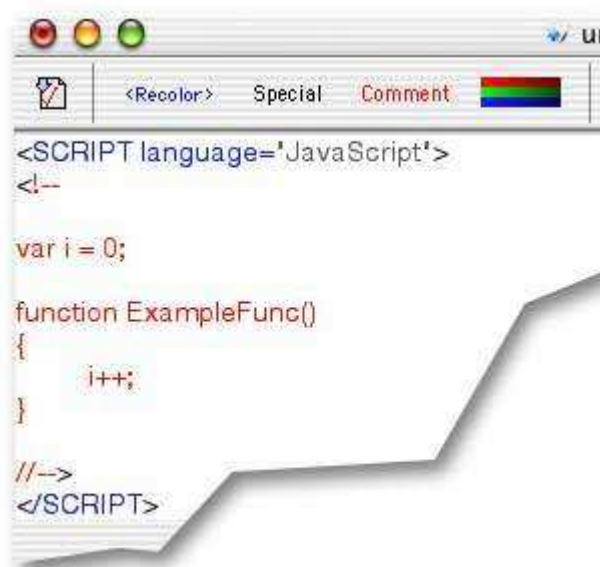 <Recolor> Special Comment
<SCRIPT language="JavaScript">
<!--
var i = 0;
function ExampleFunc()
{
i++;
}
//-->
</SCRIPT>